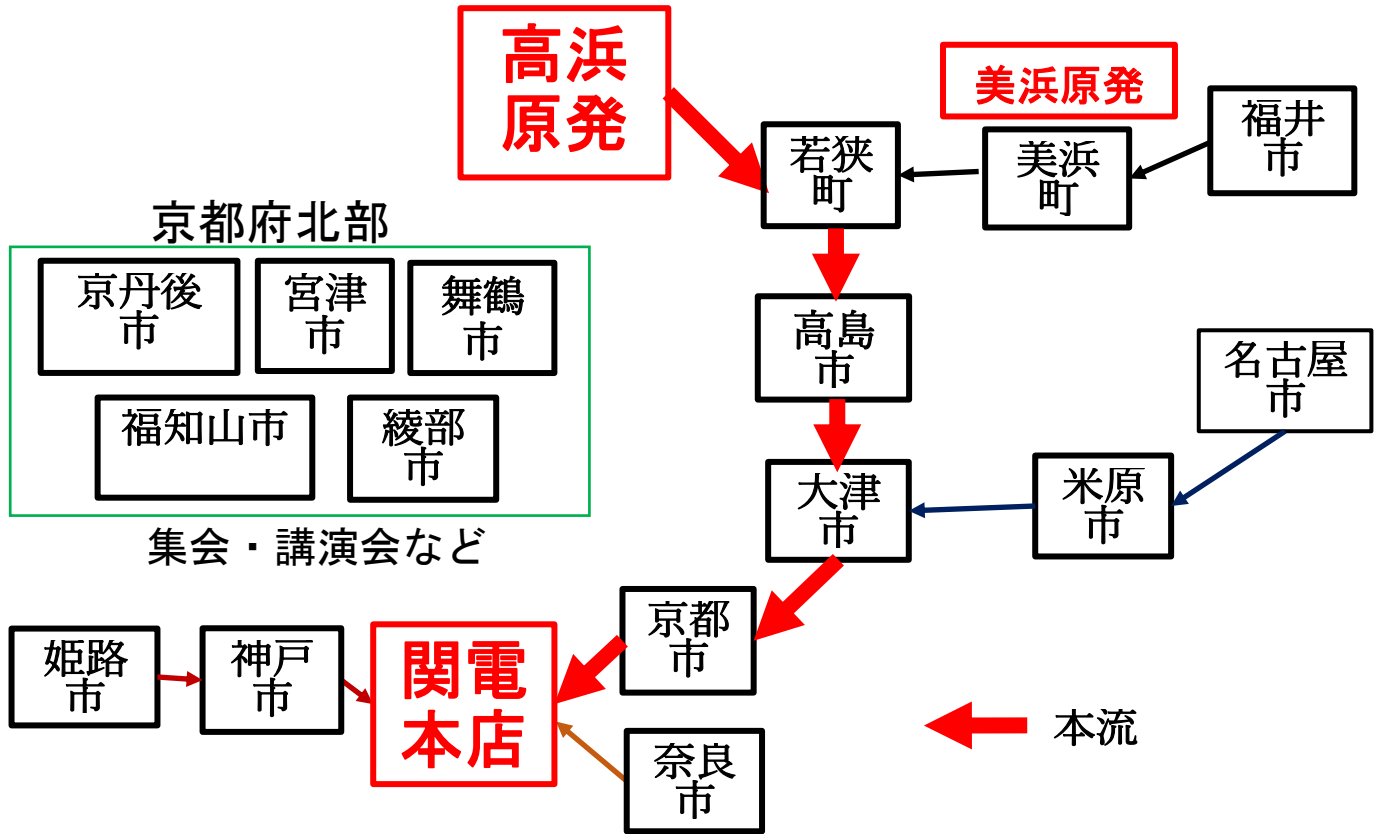 高浜
原発
美浜原発
福井
市
若狭
町
美浜
町
京都府北部
京丹後
市
宮津
市
舞鶴
市
高島
市
名古屋
市
福知山市
綾部
市
大津
市
米原
市
集会・講演会など
姫路
市
神戸
市
関電
本店
京都
市
奈良
市
本流